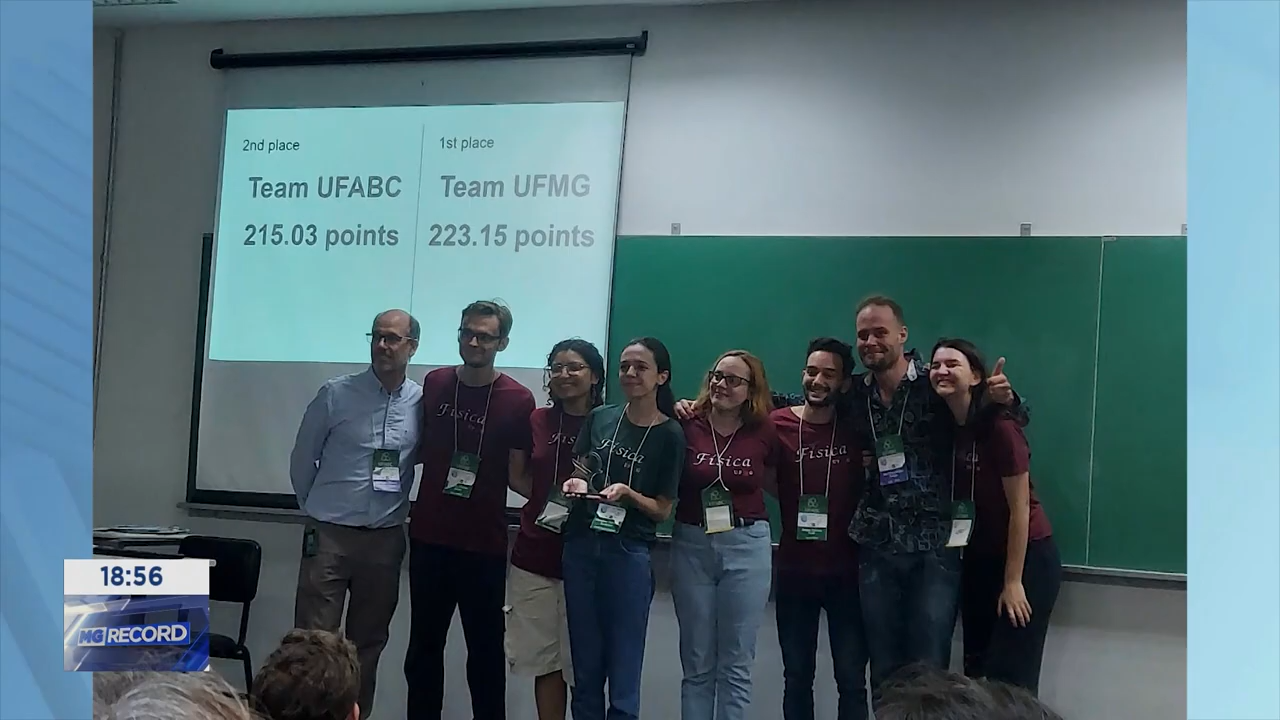 2nd place
Team UFABC
215.03 points
1st place
Team UFMG
223.15 points
Física
Física
Física
Física
18:56
MG RECORD